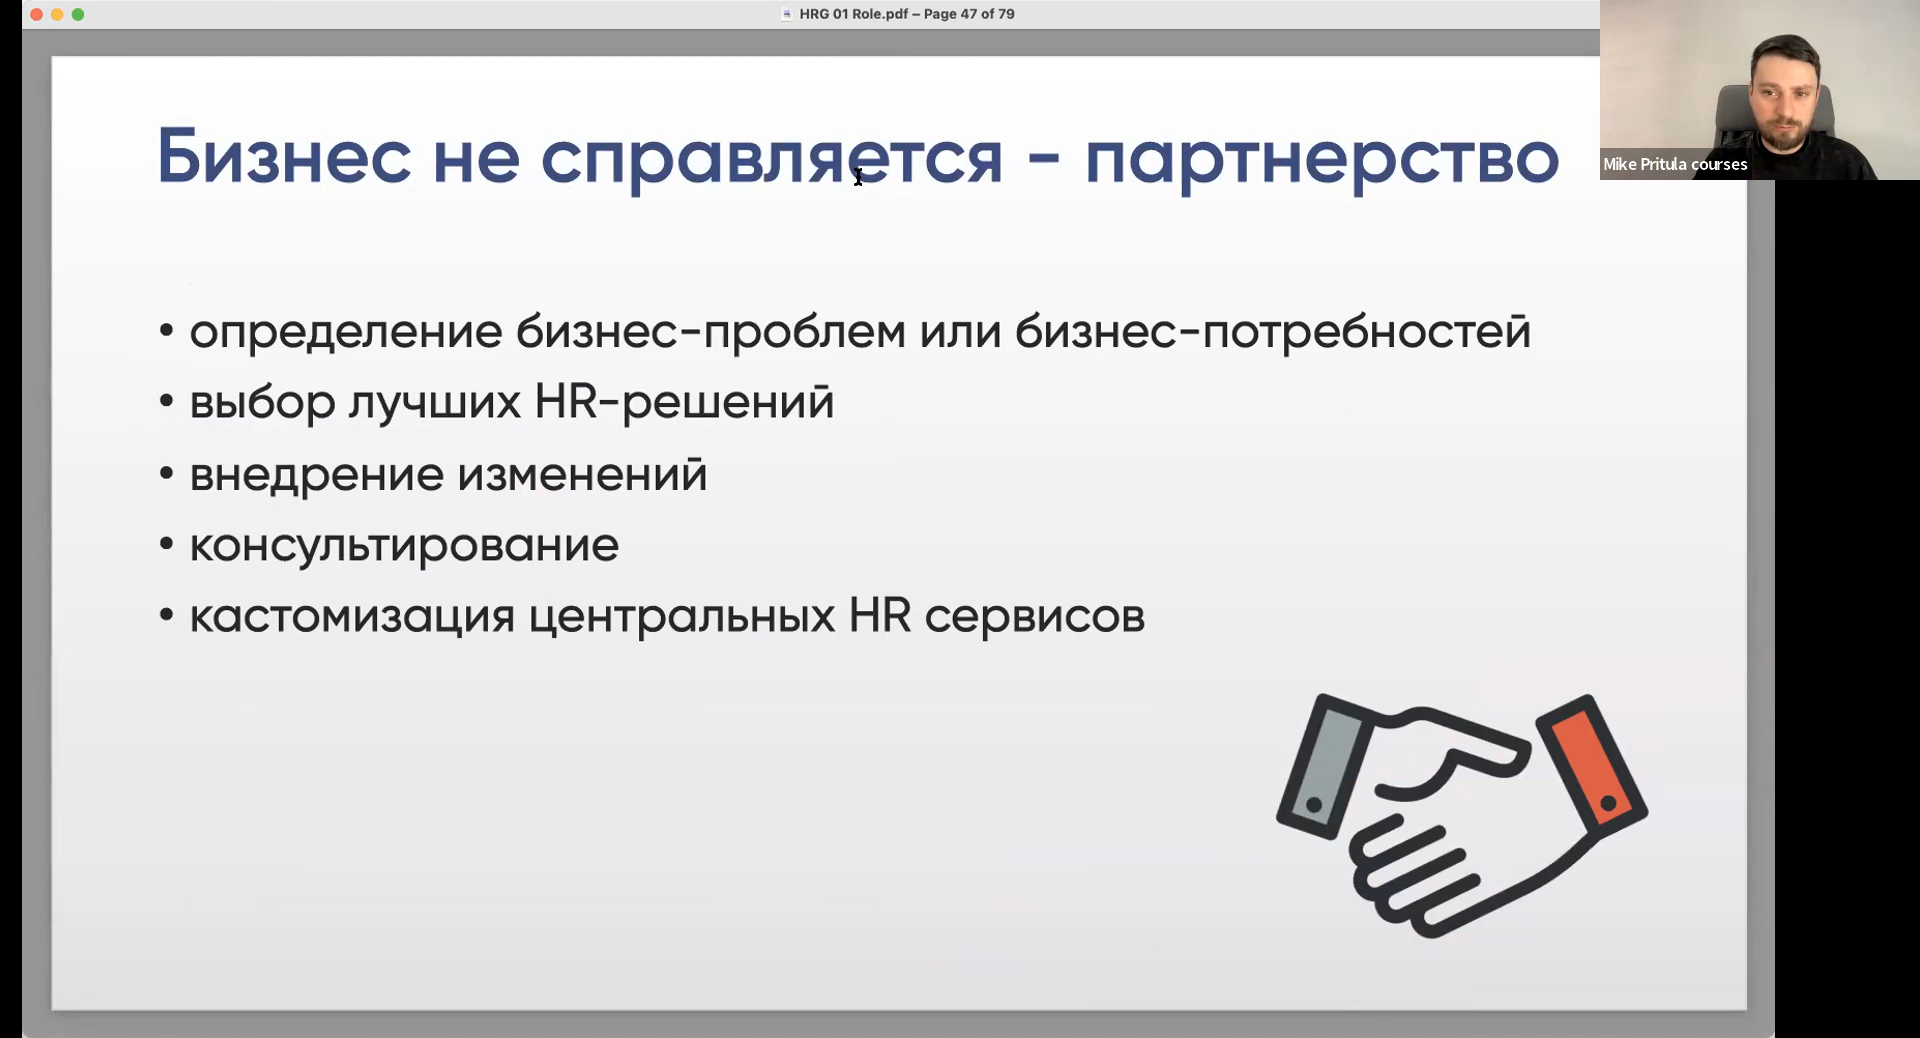 HRG 01 Role.pdf – Page 47 of 79
Mike Pritula courses
Бизнес не справляется - партнерство
• определение бизнес-проблем или бизнес-потребностей
• выбор лучших HR-решений
• внедрение изменений
• консультирование
• кастомизация центральных HR сервисов